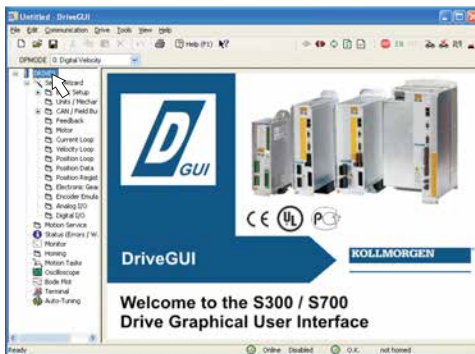 Untitled - DriveGUI
File Edit Communication Drive Tools View Help
Help (F1)
OPMODE 0: Digital Velocity
Units / Mechan
CAN / Field Bu
Feedback
Motor
Current Loop
Velocity Loop
Position Loop
Position Data
Position Regist
Electronic Gea
Encoder Emula
Analog I/O
Digital I/O
Motion Service
Status (Errors / W
Monitor
Homing
Motion Tasks
Oscilloscope
Bode Plot
Terminal
Auto-Tuning
D
GUI
CE UL PC
DriveGUI
KOLLMORGEN
Welcome to the S300 / S700
Drive Graphical User Interface
Ready
Online Disabled O.K. not homed